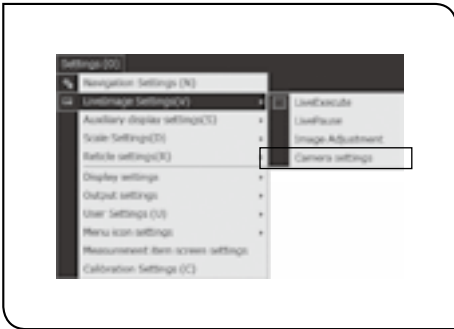 Settings (O)
Navigation Settings (N)
LiveImage Settings(V)
Auxiliary display settings(S)
Scale Settings(D)
Reticle settings(R)
Display settings
Output settings
User Settings (U)
Menu icon settings
Measurement item screen settings
Calibration Settings (C)
LiveExecute
LivePause
Image Adjustment
Camera settings